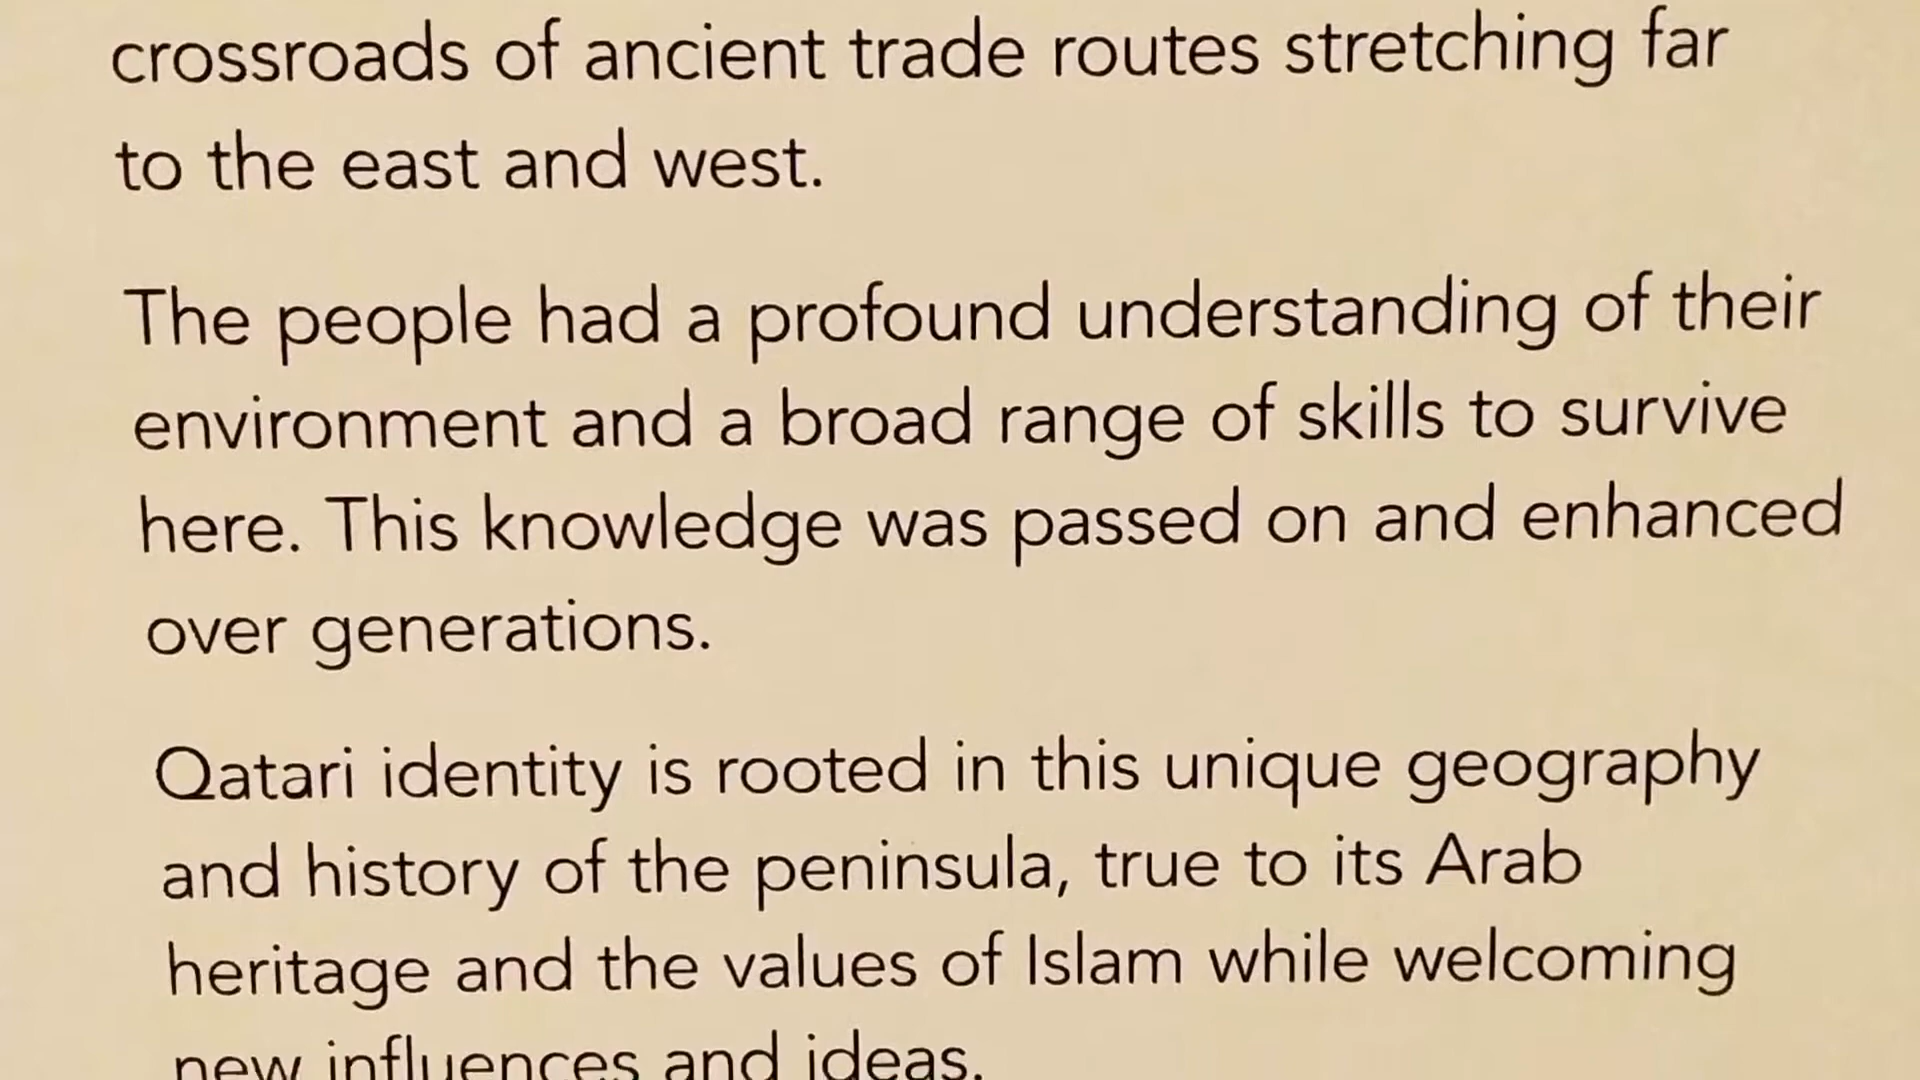 crossroads of ancient trade routes stretching far
to the east and west.
The people had a profound understanding of their
environment and a broad range of skills to survive
here. This knowledge was passed on and enhanced
over generations.
Qatari identity is rooted in this unique geography
and history of the peninsula, true to its Arab
heritage and the values of Islam while welcoming
new influences and ideas.